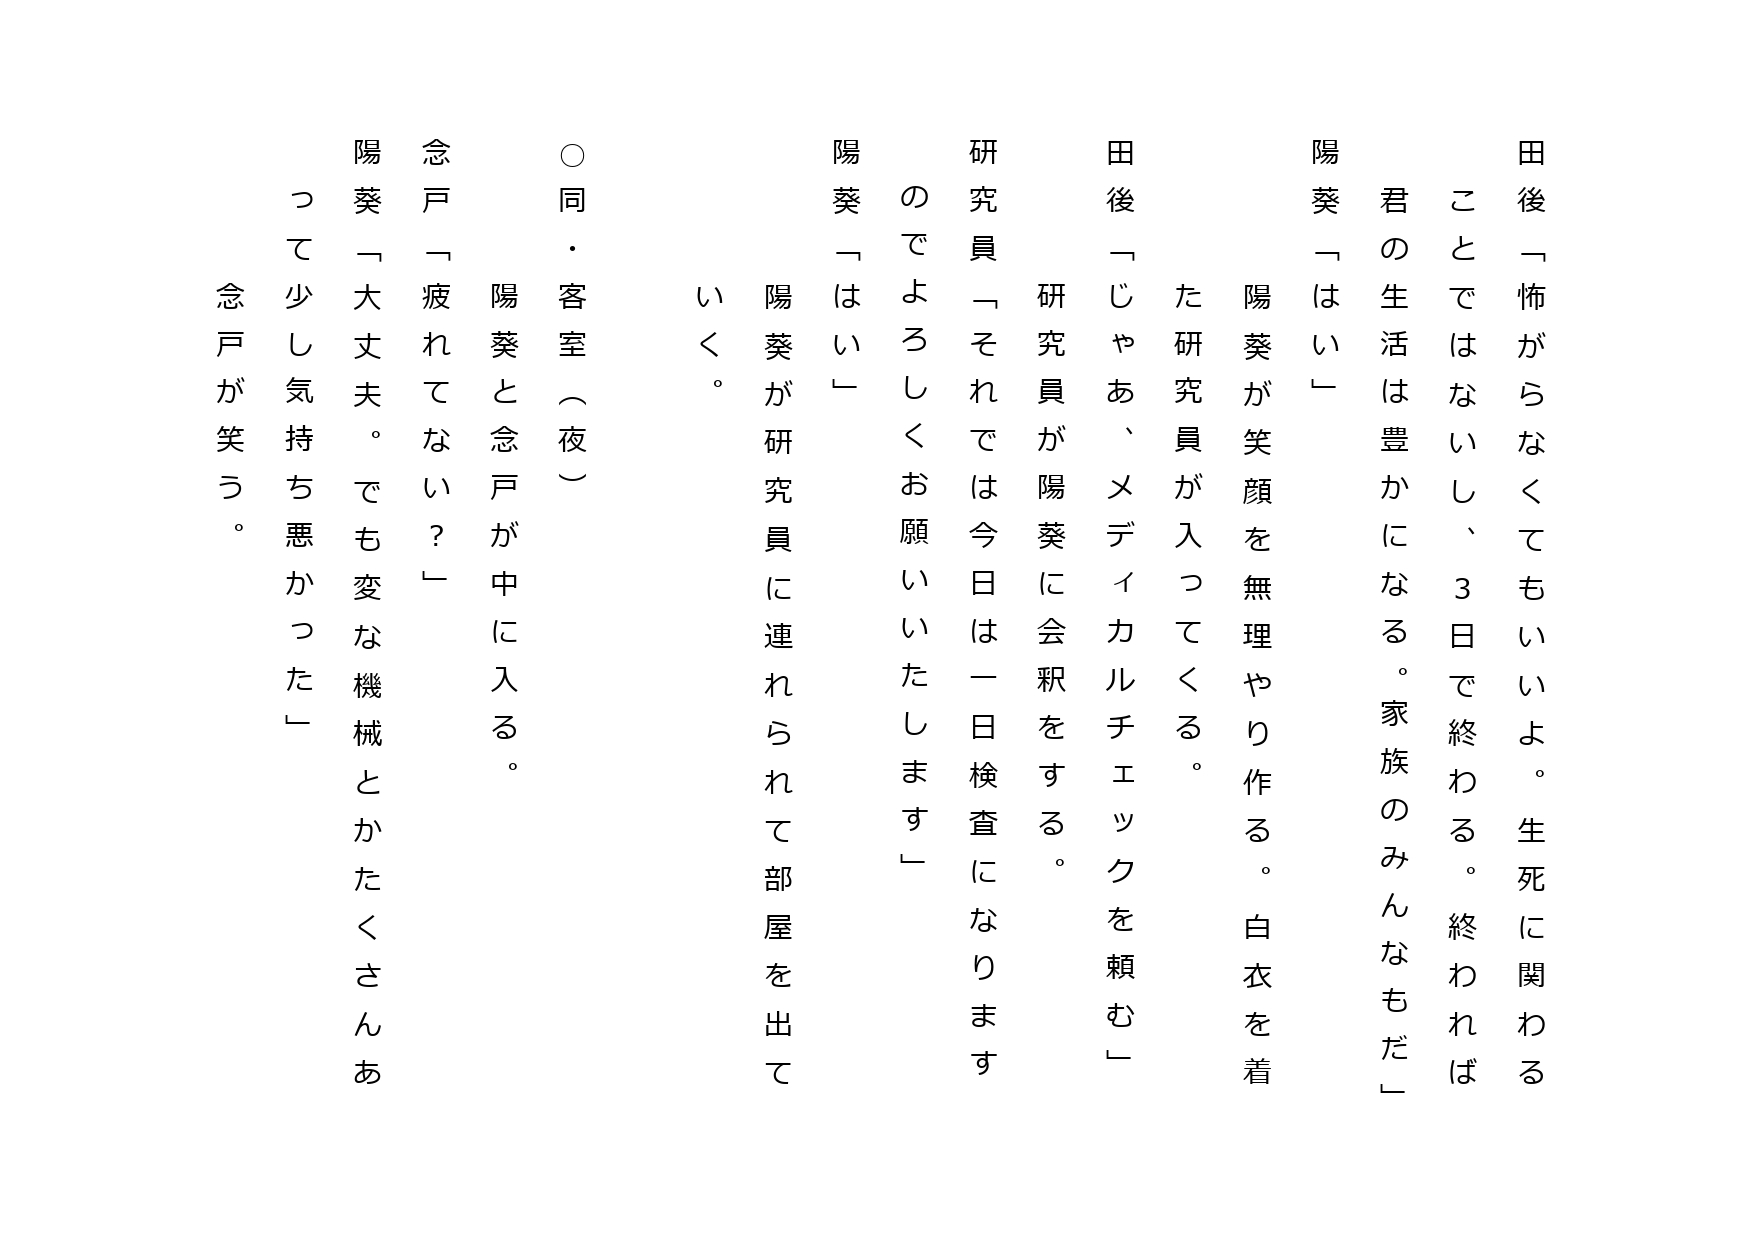 田後「怖がらなくてもいいよ。生死に関わる
ことではないし、3日で終わる。終われば
君の生活は豊かになる。家族のみんなもだ」
陽葵「はい」
陽葵が笑顔を無理やり作る。白衣を着
た研究員が入ってくる。
田後「じゃあ、メディカルチェックを頼む」
研究員が陽葵に会釈をする。
研究員「それでは今日は一日検査になります
のでよろしくお願いいたします」
陽葵「はい」
陽葵が研究員に連れられて部屋を出て
いく。
○同・客室（夜）
陽葵と念戸が中に入る。
念戸「疲れてない?」
陽葵「大丈夫。でも変な機械とかたくさんあ
って少し気持ち悪かった」
念戸が笑う。